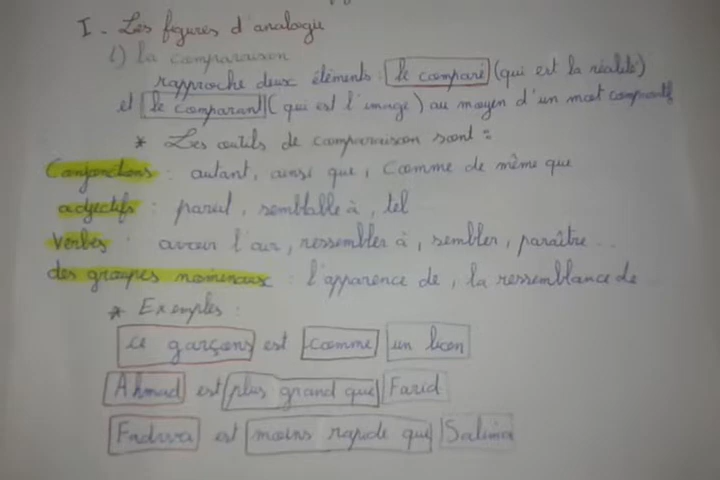 I - Les figures d'analogie
1) la comparaison
rapproche deux éléments : le comparé (qui est la réalité)
et le comparant (qui est l'image) au moyen d'un mot comparatif
* Les outils de comparaison sont =
Conjonctions : autant, ainsi que, comme de même que
adjectifs : pareil, semblable à, tel
Verbes : avoir l'air, ressembler à, sembler, paraître ...
des groupes nominaux : l'apparence de, la ressemblance de
* Exemples :
ce garçons est comme un lion
Ahmad est plus grand que Farid
Fadwa est moins rapide que Salima